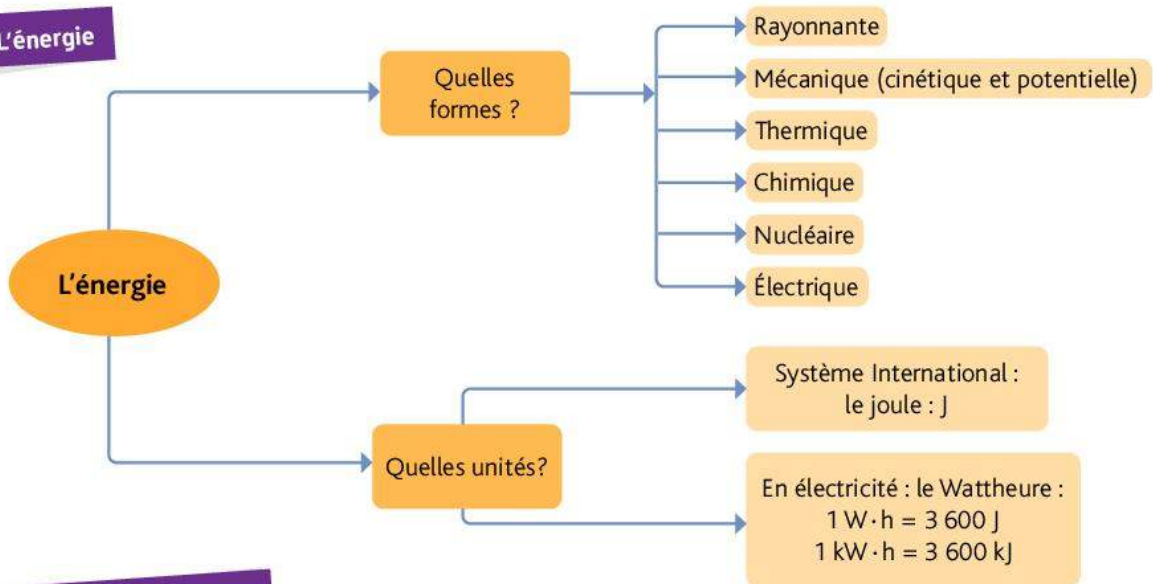 L'énergie
Quelles
formes ?
Rayonnante
Mécanique (cinétique et potentielle)
Thermique
Chimique
Nucléaire
Électrique
L'énergie
Quelles unités?
Système International :
le joule : J
En électricité : le Wattheure :
1 W·h = 3 600 J
1 kW·h = 3 600 kJ